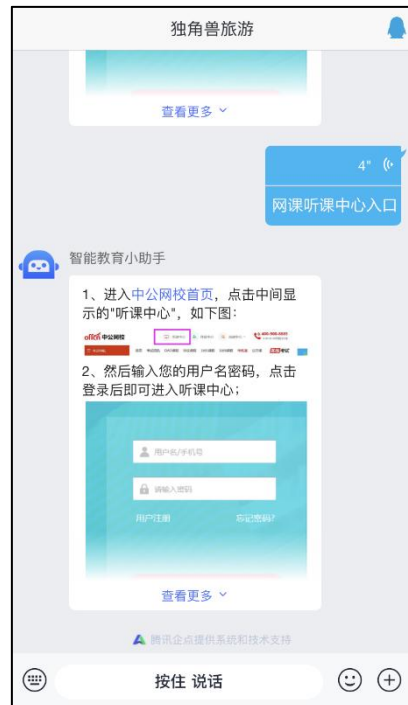 独角兽旅游
查看更多
4"
网课听课中心入口
智能教育小助手
1、进入中公网校首页，点击中间显
示的"听课中心"，如下图：
offcn 中公网校
2、然后输入您的用户名密码，点击
登录后即可进入听课中心；
用户名/手机号
请输入密码
用户注册 忘记密码?
查看更多
腾讯企点提供系统和技术支持
按住 说话